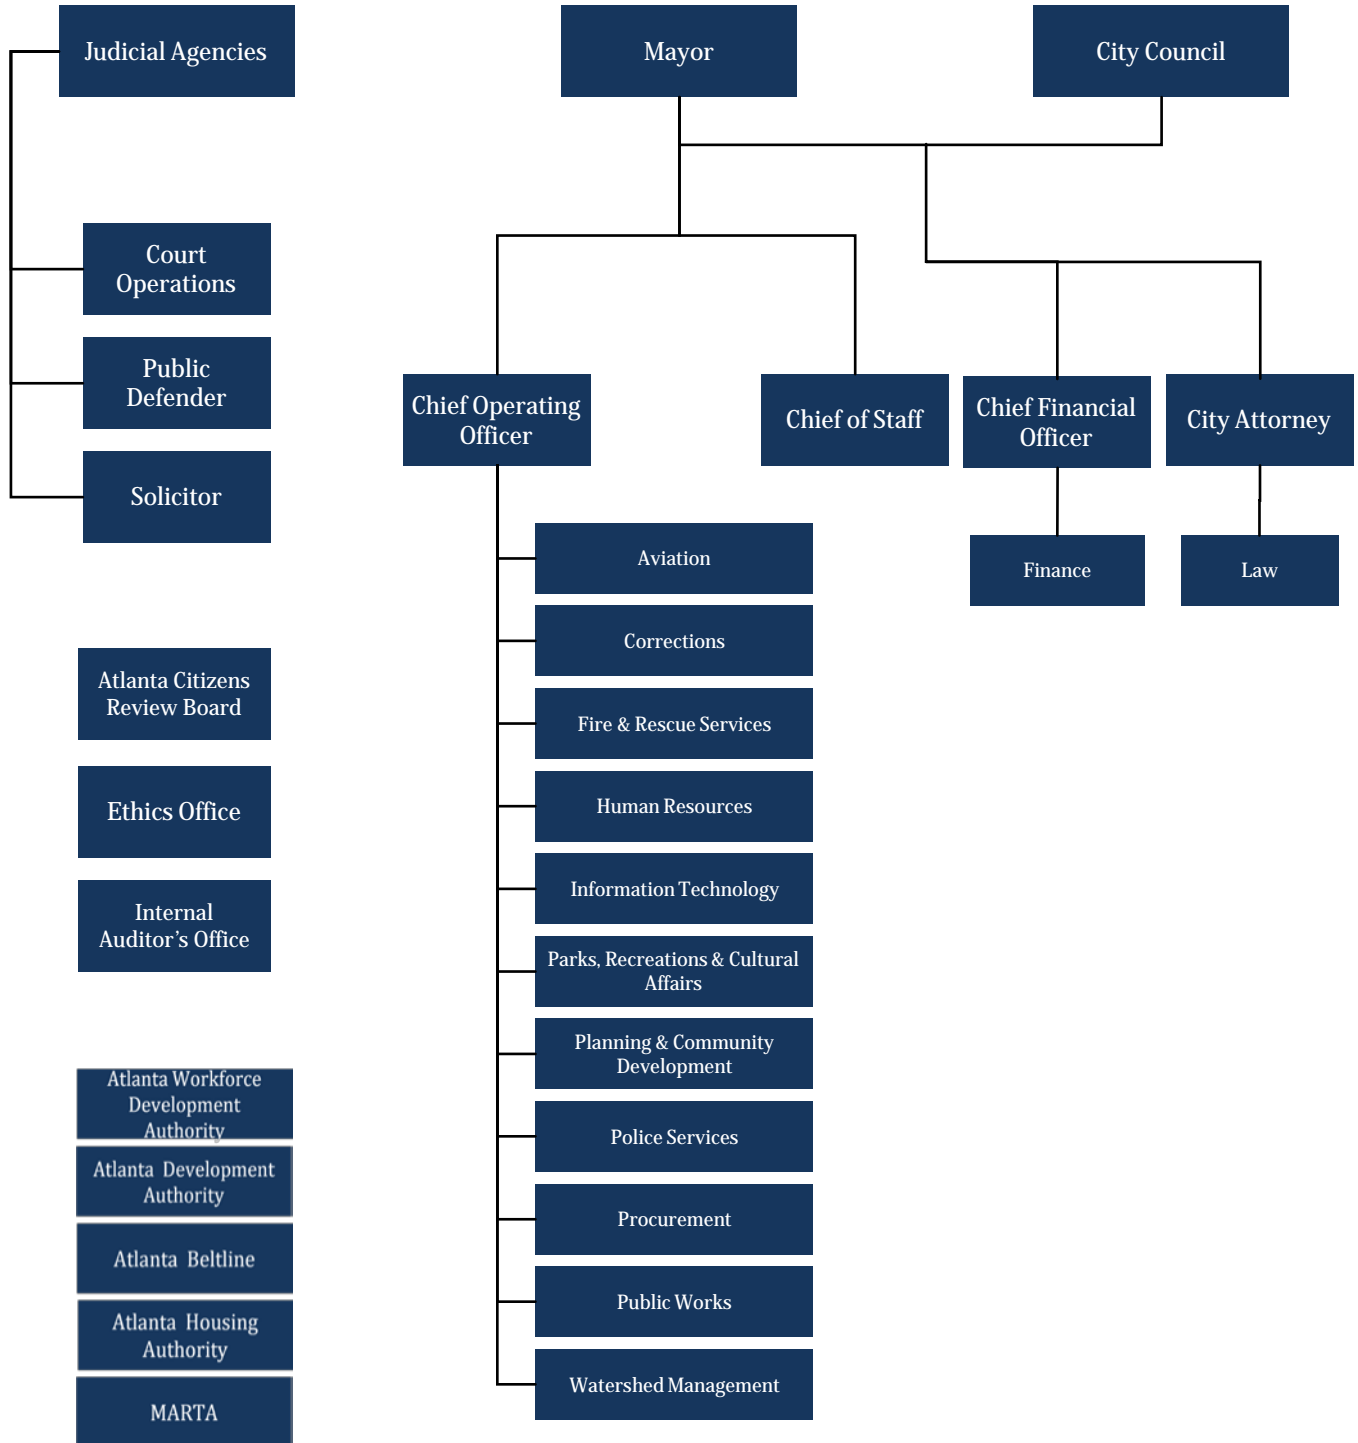 Judicial Agencies
Mayor
City Council
Court
Operations
Public
Defender
Solicitor
Chief Operating
Officer
Chief of Staff
Chief Financial
Officer
City Attorney
Finance
Law
Aviation
Corrections
Fire & Rescue Services
Human Resources
Information Technology
Parks, Recreations & Cultural
Affairs
Planning & Community
Development
Police Services
Procurement
Public Works
Watershed Management
Atlanta Citizens
Review Board
Ethics Office
Internal
Auditor's Office
Atlanta Workforce
Development
Authority
Atlanta Development
Authority
Atlanta Beltline
Atlanta Housing
Authority
MARTA